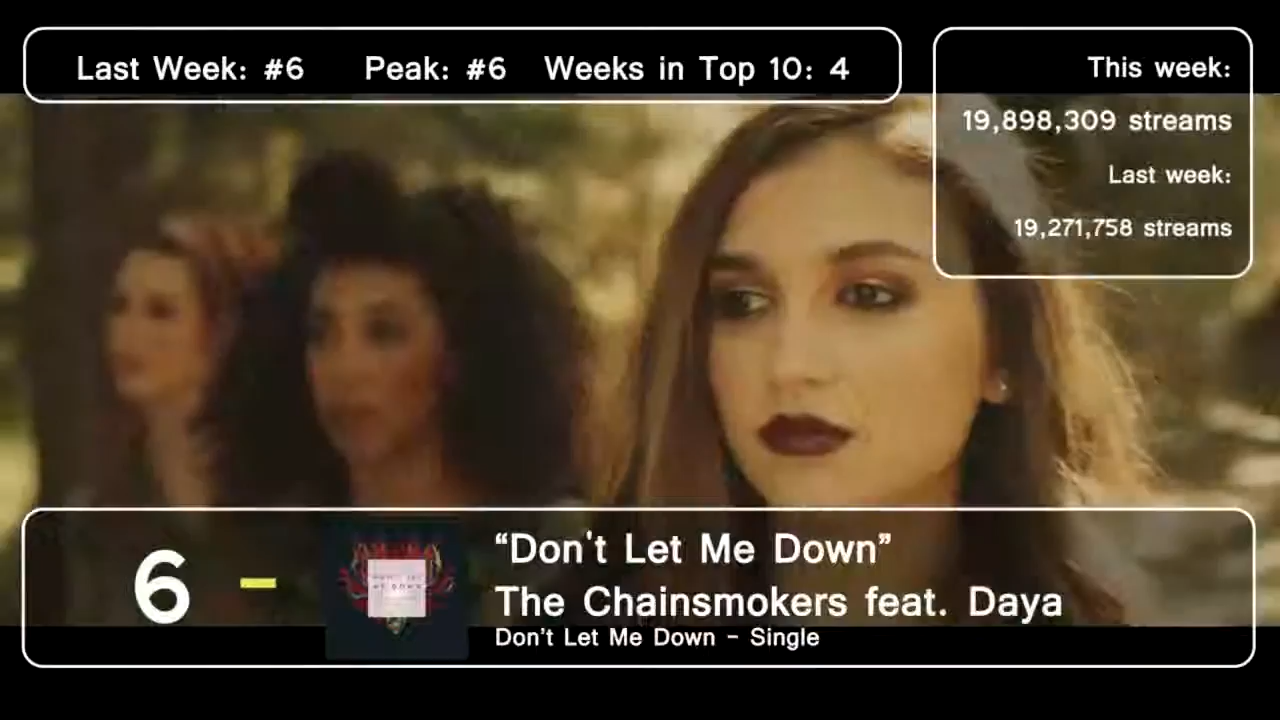 Last Week: #6 Peak: #6 Weeks in Top 10: 4
This week:
19,898,309 streams
Last week:
19,271,758 streams
6 -
“Don't Let Me Down”
The Chainsmokers feat. Daya
Don’t Let Me Down - Single